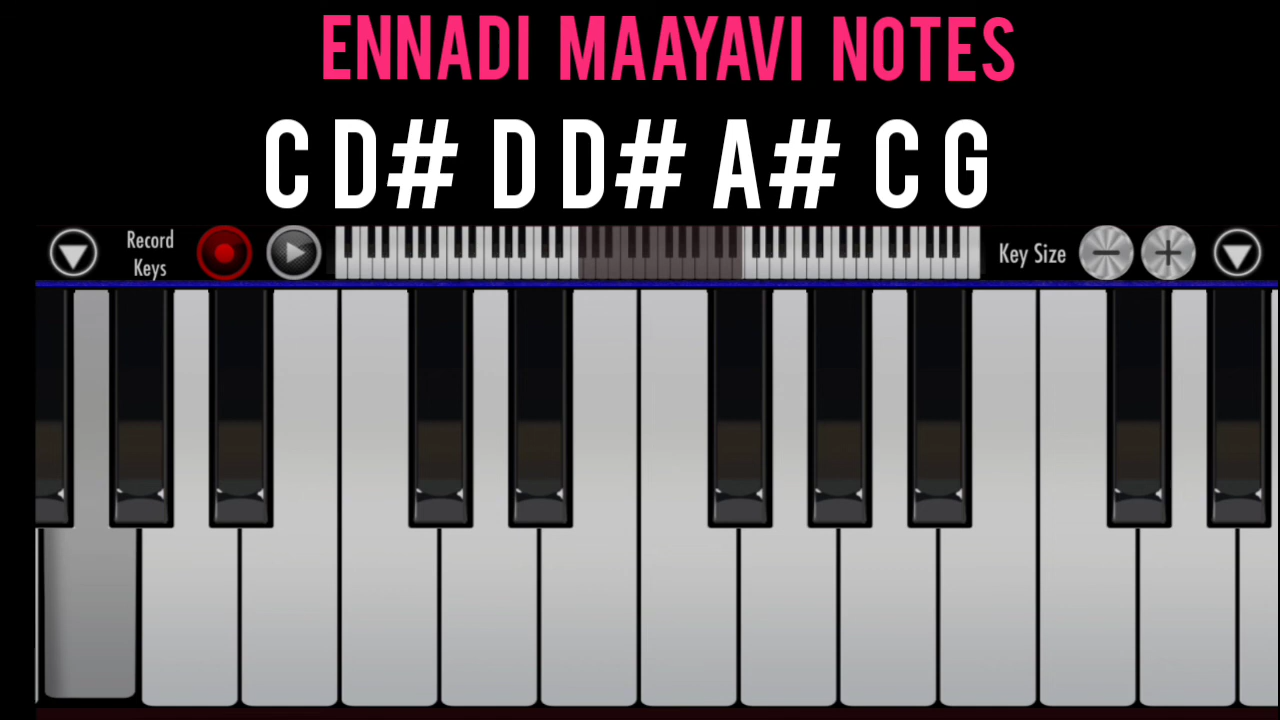 ENNADI MAAYAVI NOTES
C D# D D# A# C G
Record
Keys
Key Size